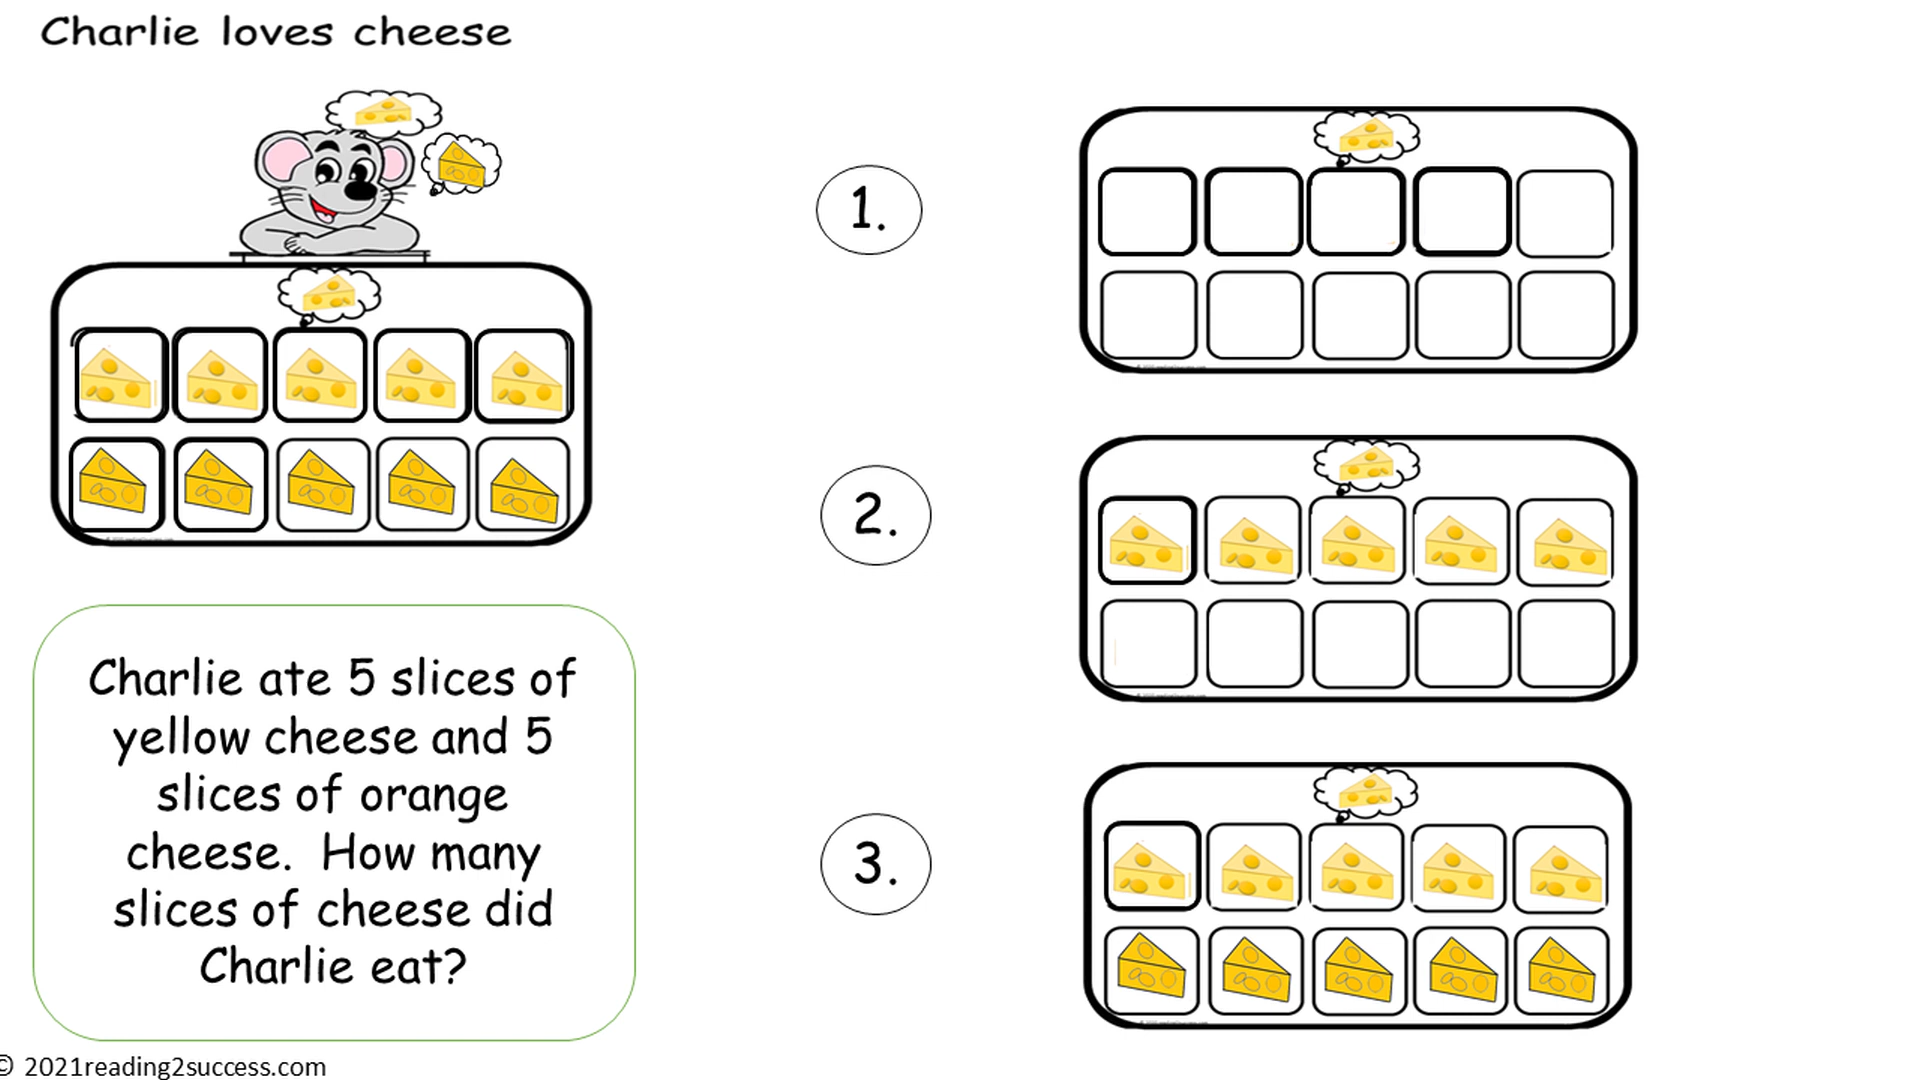 Charlie loves cheese
1.
2.
3.
Charlie ate 5 slices of
yellow cheese and 5
slices of orange
cheese.  How many
slices of cheese did
Charlie eat?
© 2021reading2success.com